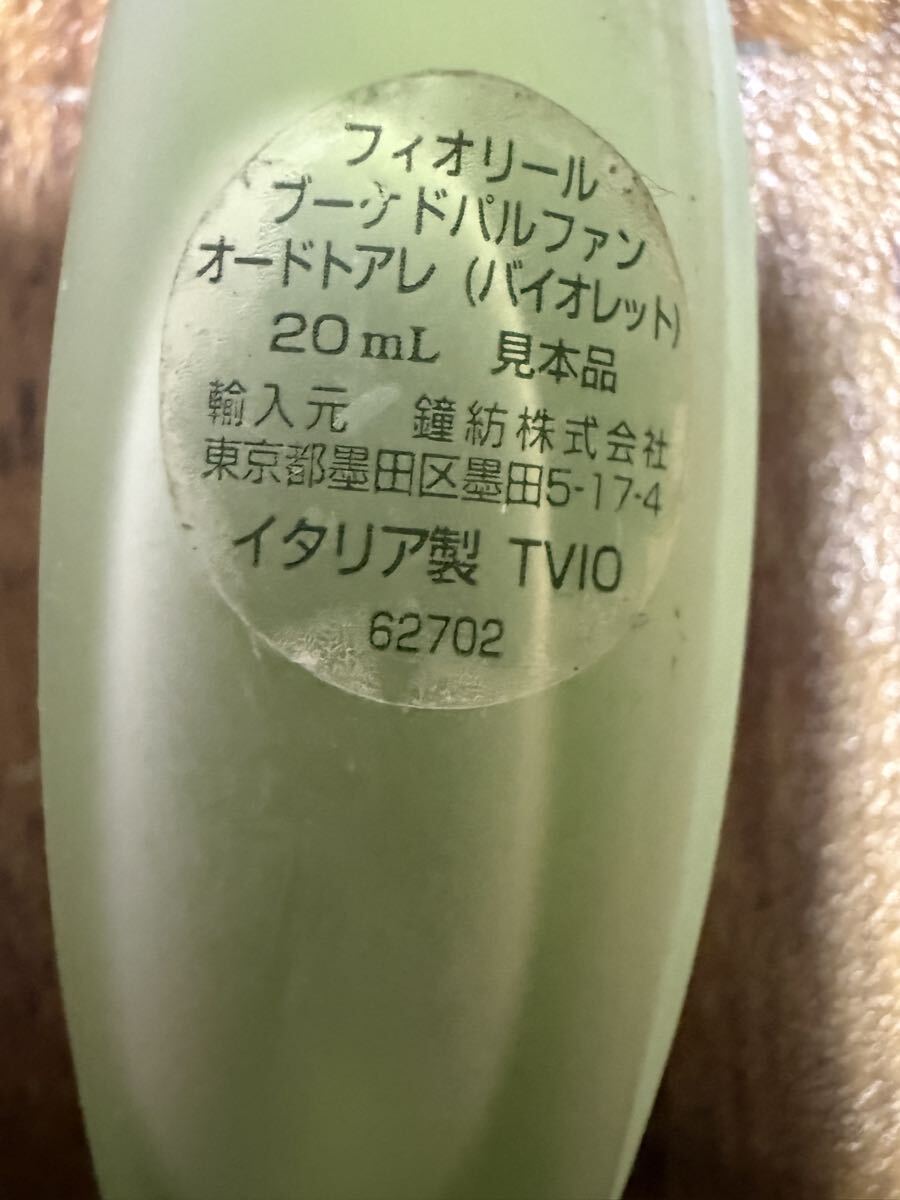 フィオリール
ブーケドパルファン
オードトアレ (バイオレット)
20mL 見本品
輸入元 鐘紡株式会社
東京都墨田区墨田5-17-4
イタリア製 TVIO
62702